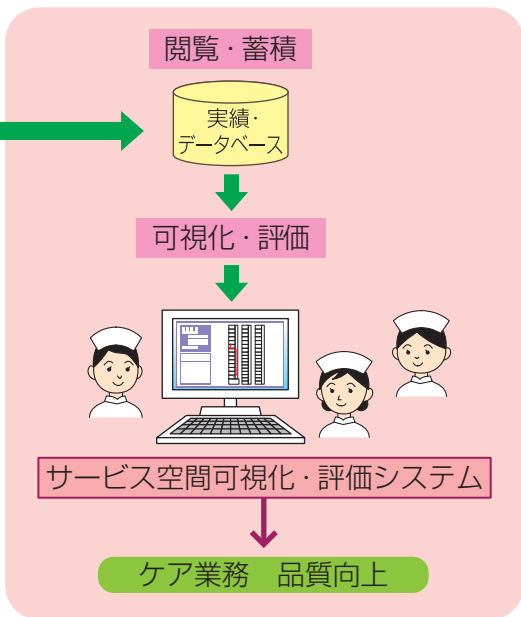 閲覧・蓄積
実績・
データベース
可視化・評価
サービス空間可視化・評価システム
ケア業務　品質向上